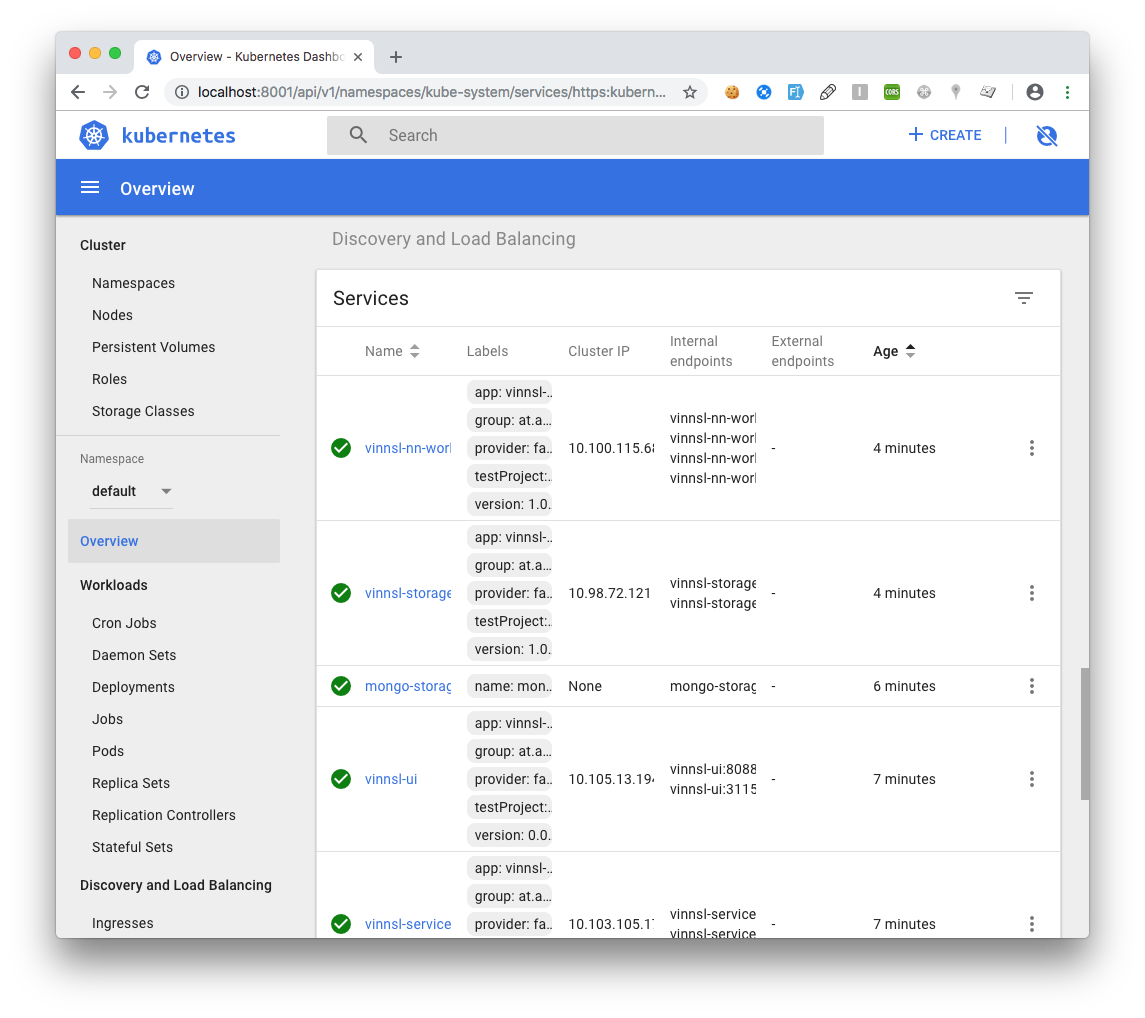 Overview - Kubernetes Dashbo
localhost:8001/api/v1/namespaces/kube-system/services/https:kubern...
kubernetes
Search
CREATE
Overview
Cluster
Namespaces
Nodes
Persistent Volumes
Roles
Storage Classes
Namespace
default
Overview
Workloads
Cron Jobs
Daemon Sets
Deployments
Jobs
Pods
Replica Sets
Replication Controllers
Stateful Sets
Discovery and Load Balancing
Ingresses
Discovery and Load Balancing
Services
Name Labels Cluster IP Internal endpoints External endpoints Age
app: vinnsl-..
group: at.a...
provider: fa..
testProject:..
version: 1.0.
vinnsl-nn-worl
10.100.115.68
vinnsl-nn-worl
vinnsl-nn-worl
vinnsl-nn-worl
vinnsl-nn-worl
-
4 minutes
app: vinnsl-..
group: at.a...
provider: fa..
testProject:..
version: 1.0.
vinnsl-storage
10.98.72.121
vinnsl-storage
vinnsl-storage
-
4 minutes
mongo-storag
name: mon..
None
mongo-storag
-
6 minutes
app: vinnsl-..
group: at.a...
provider: fa..
testProject:..
version: 0.0.
vinnsl-ui
10.105.13.194
vinnsl-ui:8088
vinnsl-ui:3115
-
7 minutes
app: vinnsl-..
group: at.a...
provider: fa..
vinnsl-service
10.103.105.17
vinnsl-service
vinnsl-service
-
7 minutes